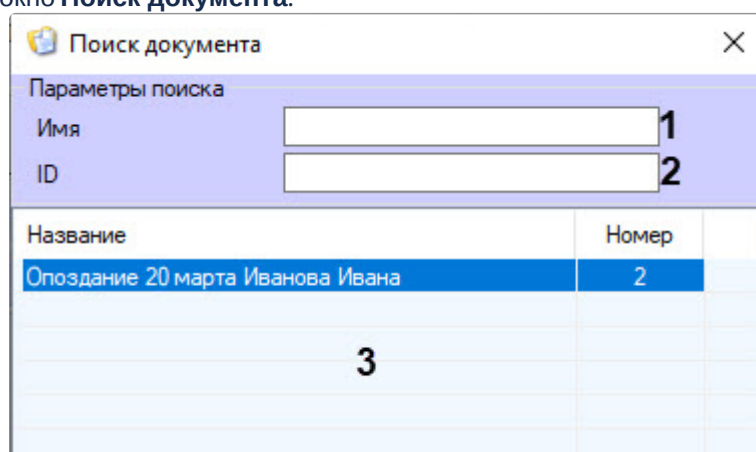 окно Поиск документа.
Поиск документа
Параметры поиска
Имя 1
ID 2
Название Номер
Опоздание 20 марта Иванова Ивана 2
3